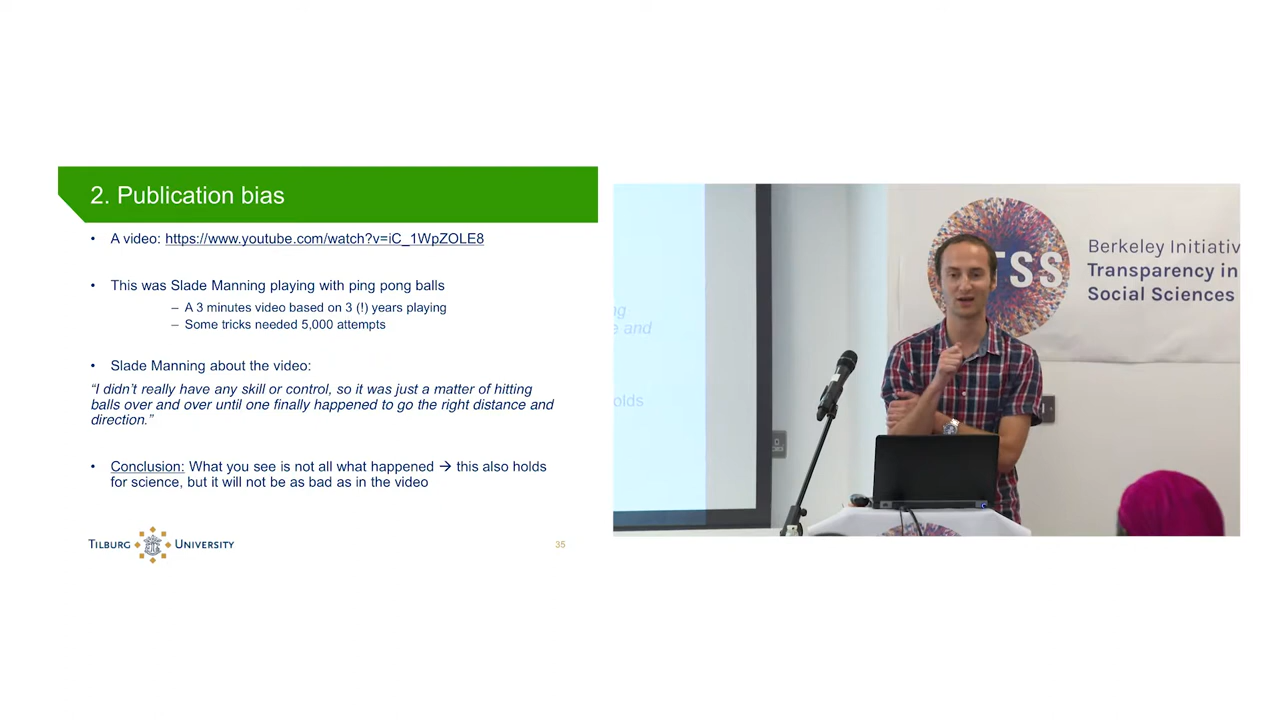 2. Publication bias
• A video: https://www.youtube.com/watch?v=iC_1WpZOLE8
• This was Slade Manning playing with ping pong balls
– A 3 minutes video based on 3 (!) years playing
– Some tricks needed 5,000 attempts
• Slade Manning about the video:
“I didn’t really have any skill or control, so it was just a matter of hitting
balls over and over until one finally happened to go the right distance and
direction.”
• Conclusion: What you see is not all what happened → this also holds
for science, but it will not be as bad as in the video
TILBURG UNIVERSITY
35
ng
e and
olds
TSS
Berkeley Initiativ
Transparency in
Social Sciences